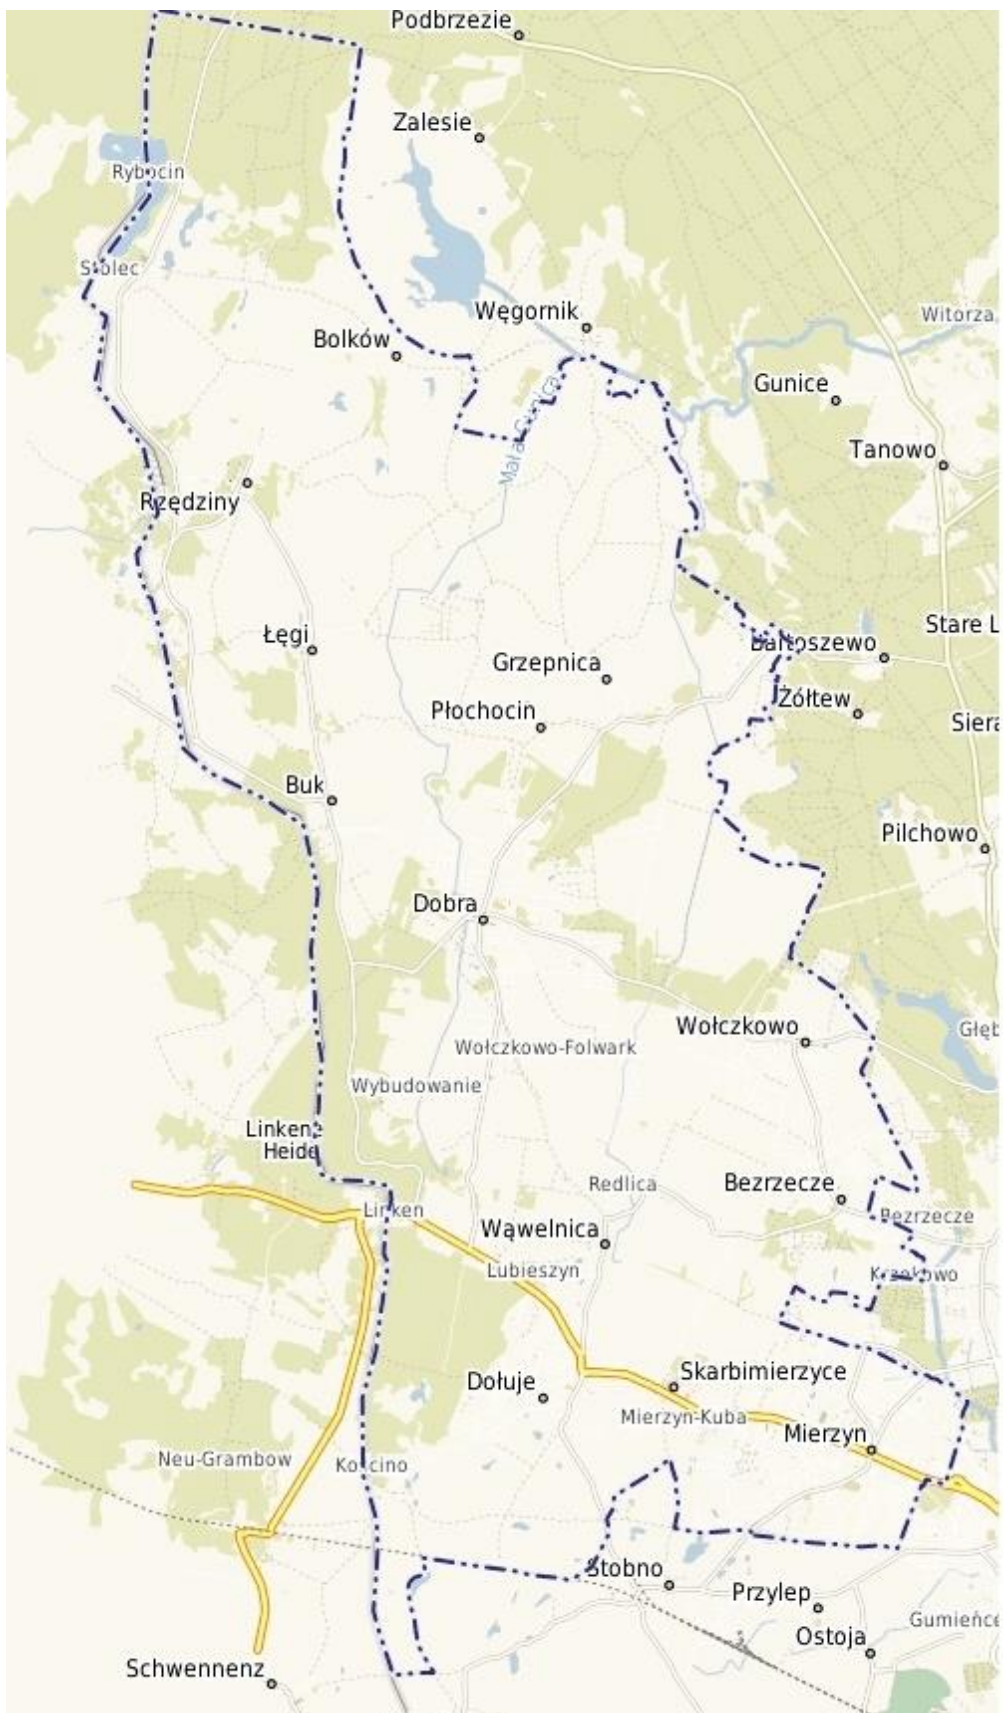 Podbrzezie
Zalesie
Rybocin
Stolec
Węgornik
Witorza
Bolków
Gunice
Mała Gunica
Tanowo
Rzędziny
Stare L
Łęgi
Bartoszewo
Grzepnica
Żółtew
Płochocin
Siera
Buk
Pilchowo
Dobra
Wołczkowo
Głęb
Wołczkowo-Folwark
Wybudowanie
Linken
Heide
Redlica
Bezrzecze
Linken
Bezrzecze
Wąwelnica
Lubieszyn
Krzekowo
Skarbimierzyce
Dołuje
Mierzyn-Kuba
Mierzyn
Neu-Grambow
Kościno
Stobno
Przylep
Gumieńce
Ostoja
Schwennenz